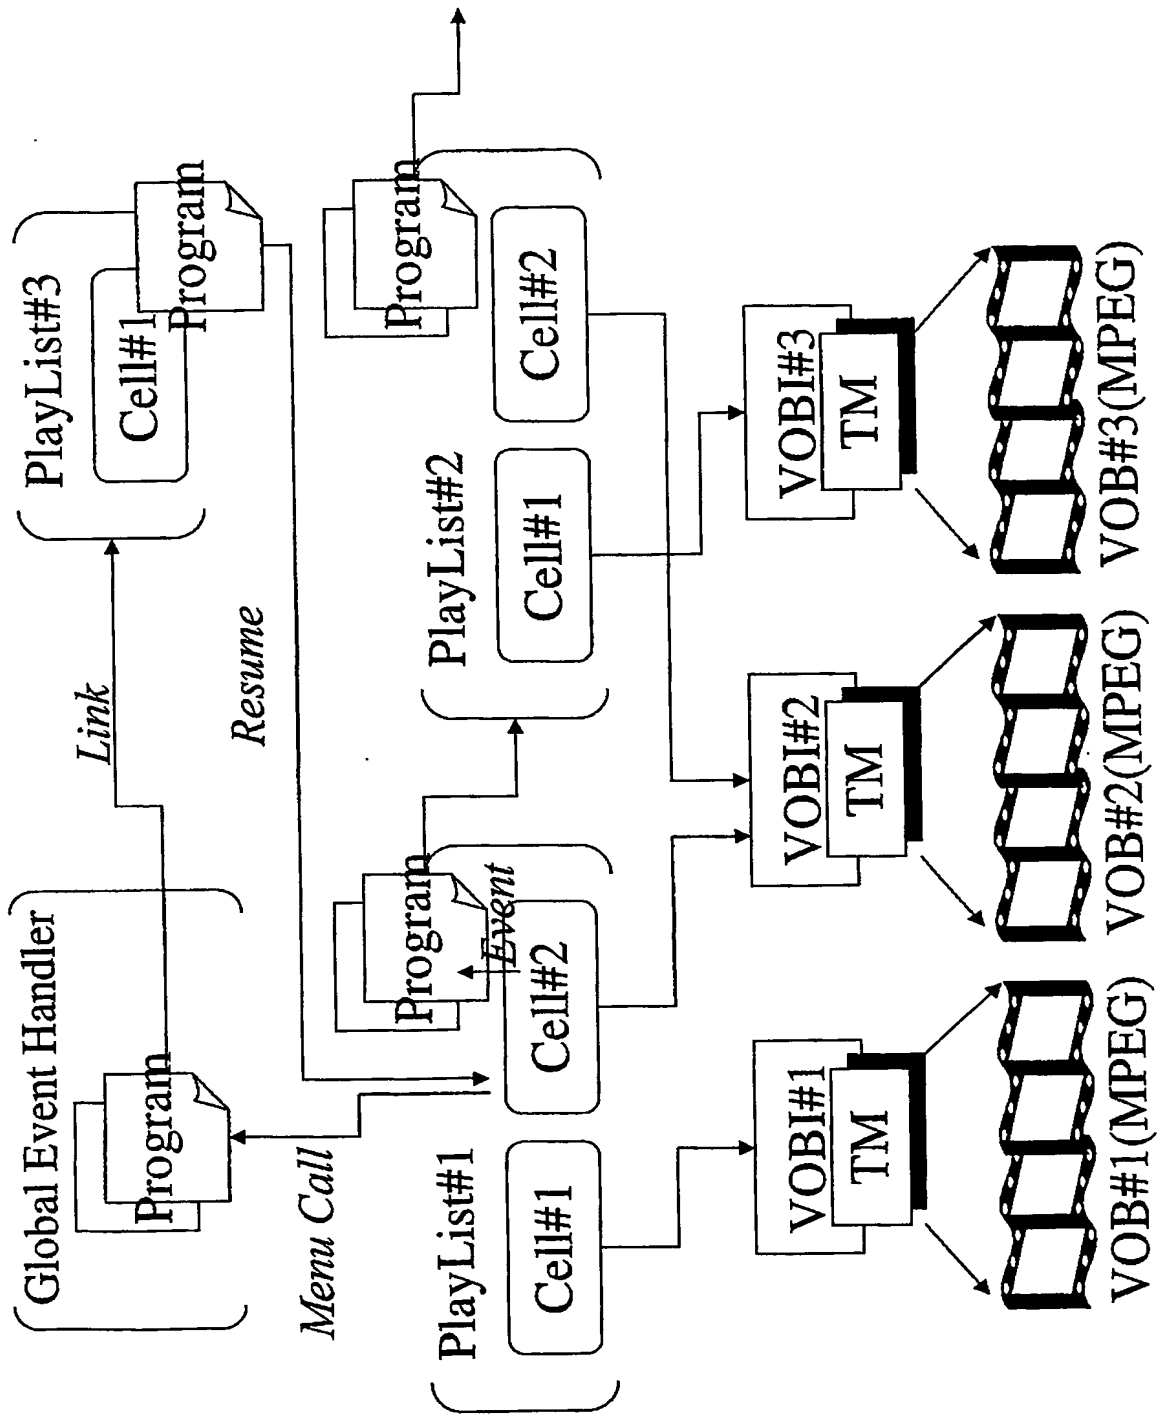 Global Event Handler
Program
Link
PlayList#3
Cell#1
Program
Menu Call
Resume
PlayList#1
Cell#1
Cell#2
Program
Event
PlayList#2
Cell#1
Cell#2
Program
VOBI#1
TM
VOBI#2
TM
VOBI#3
TM
VOB#1(MPEG)
VOB#2(MPEG)
VOB#3(MPEG)